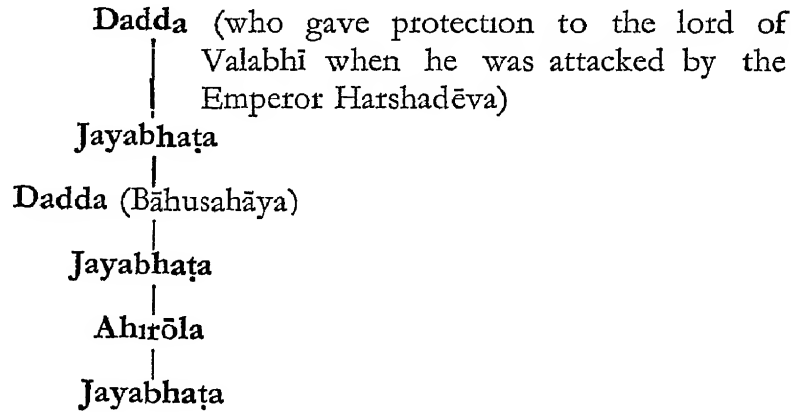 Dadda (who gave protection to the lord of
Valabhī when he was attacked by the
Emperor Harshadēva)
Jayabhaṭa
Dadda (Bāhusahāya)
Jayabhaṭa
Ahirōla
Jayabhaṭa